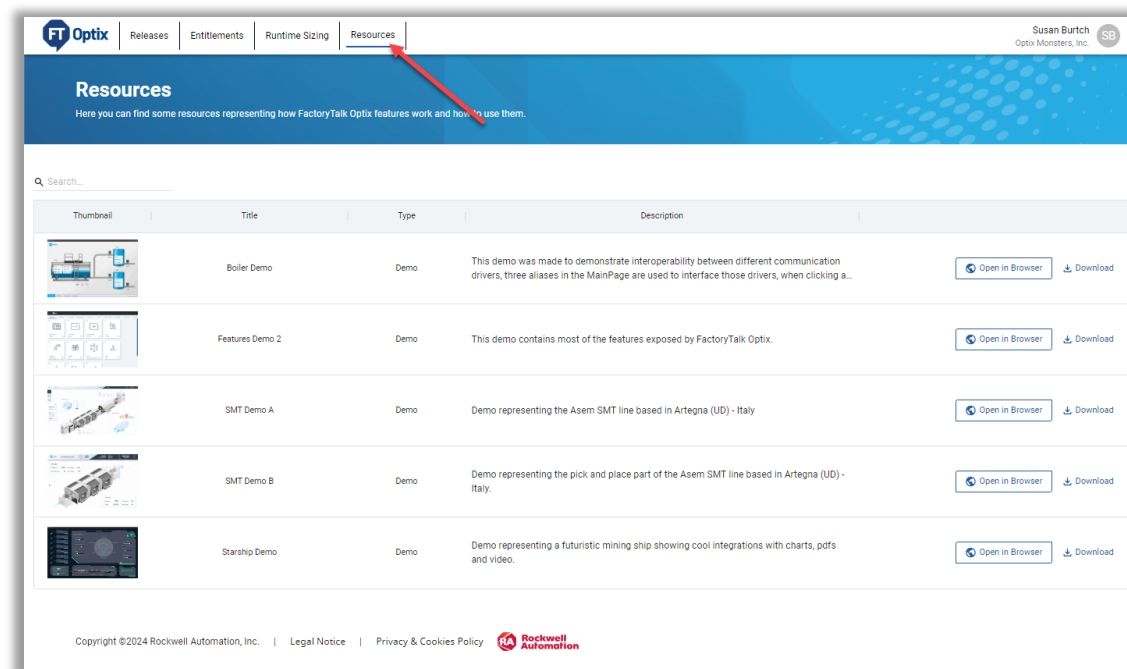 FT Optix Releases Entitlements Runtime Sizing Resources
Susan Burtch
Optix Monsters, Inc.
SB
Resources
Here you can find some resources representing how FactoryTalk Optix features work and how to use them.
Search...
Thumbnail Title Type Description
Boiler Demo Demo This demo was made to demonstrate interoperability between different communication
drivers, three aliases in the MainPage are used to interface those drivers, when clicking a...
Open in Browser Download
Features Demo 2 Demo This demo contains most of the features exposed by FactoryTalk Optix.
Open in Browser Download
SMT Demo A Demo Demo representing the Asem SMT line based in Artegna (UD) - Italy
Open in Browser Download
SMT Demo B Demo Demo representing the pick and place part of the Asem SMT line based in Artegna (UD) -
Italy.
Open in Browser Download
Starship Demo Demo Demo representing a futuristic mining ship showing cool integrations with charts, pdfs
and video.
Open in Browser Download
Copyright ©2024 Rockwell Automation, Inc. | Legal Notice | Privacy & Cookies Policy RA Rockwell
Automation